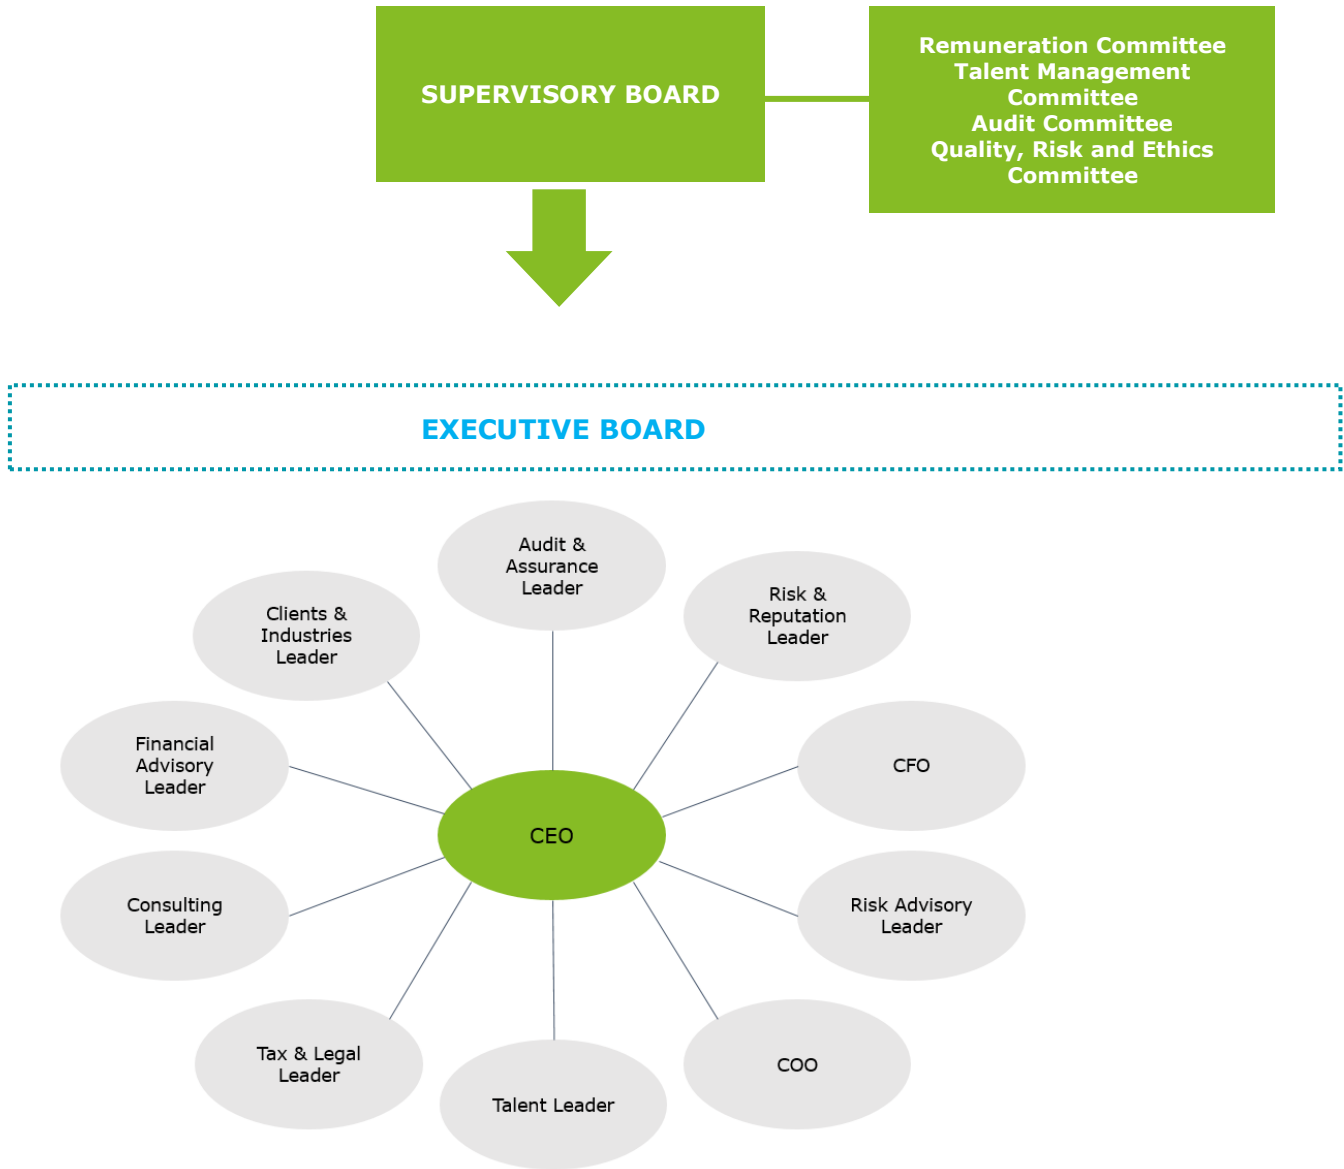 SUPERVISORY BOARD
Remuneration Committee
Talent Management
Committee
Audit Committee
Quality, Risk and Ethics
Committee
EXECUTIVE BOARD
Audit &
Assurance
Leader
Risk &
Reputation
Leader
Clients &
Industries
Leader
Financial
Advisory
Leader
CFO
CEO
Consulting
Leader
Risk Advisory
Leader
Tax & Legal
Leader
COO
Talent Leader